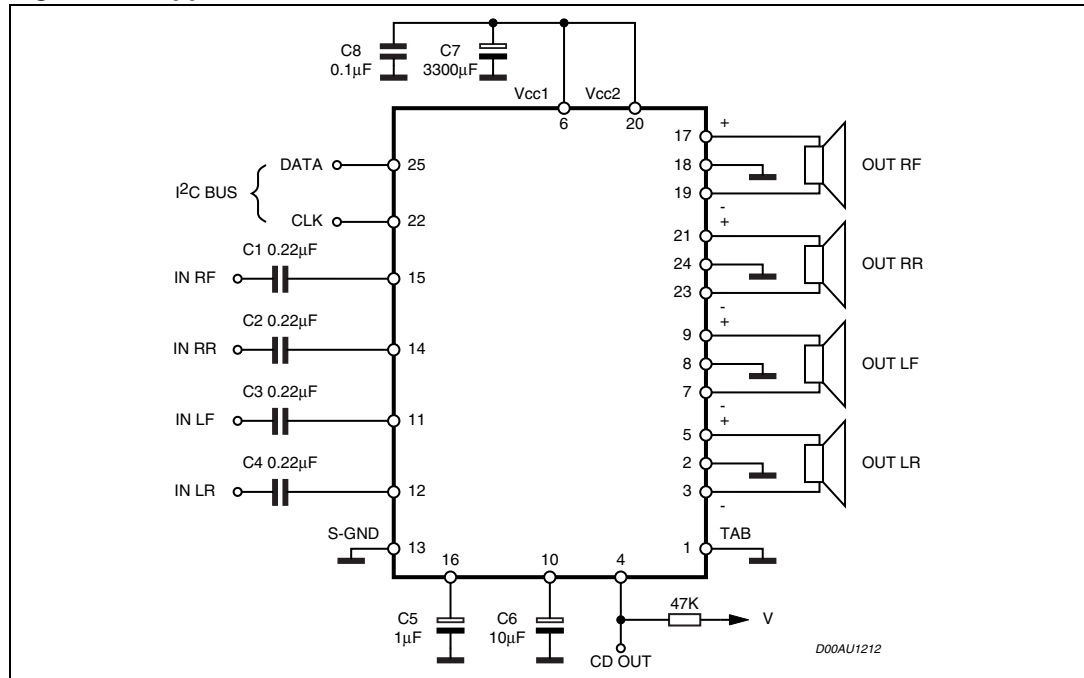 C8
0.1μF
C7
3300μF
Vcc1
Vcc2
6
20
DATA
25
I²C BUS
CLK
22
C1 0.22μF
IN RF
15
C2 0.22μF
IN RR
14
C3 0.22μF
IN LF
11
C4 0.22μF
IN LR
12
S-GND
13
17
+
18
OUT RF
19
-
21
+
24
OUT RR
23
-
9
+
8
OUT LF
7
-
5
+
2
OUT LR
3
-
1
TAB
16
10
4
C5
1μF
C6
10μF
47K
V
CD OUT
D00AU1212